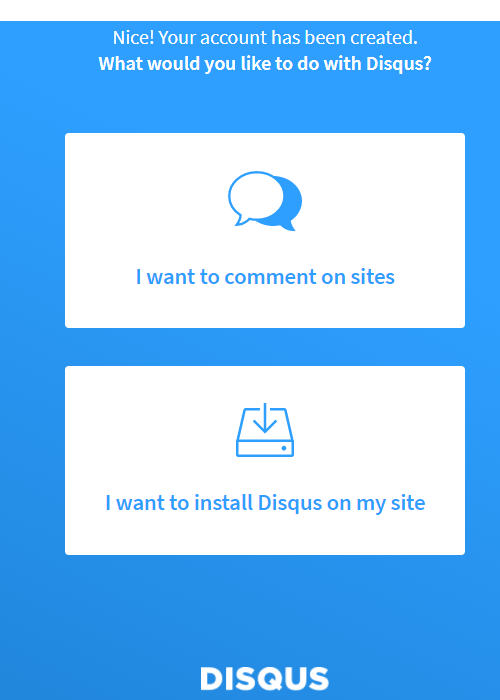 Nice! Your account has been created.
What would you like to do with Disqus?
I want to comment on sites
I want to install Disqus on my site
DISQUS